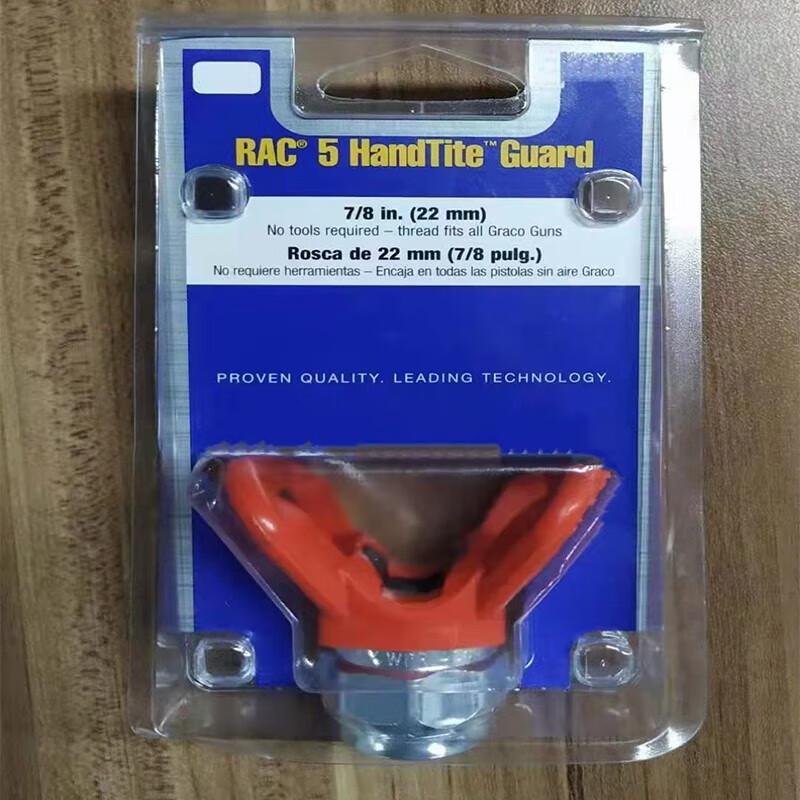 RAC® 5 HandTite™ Guard
7/8 in. (22 mm)
No tools required – thread fits all Graco Guns
Rosca de 22 mm (7/8 pulg.)
No requiere herramientas – Encaja en todas las pistolas sin aire Graco
PROVEN QUALITY. LEADING TECHNOLOGY.